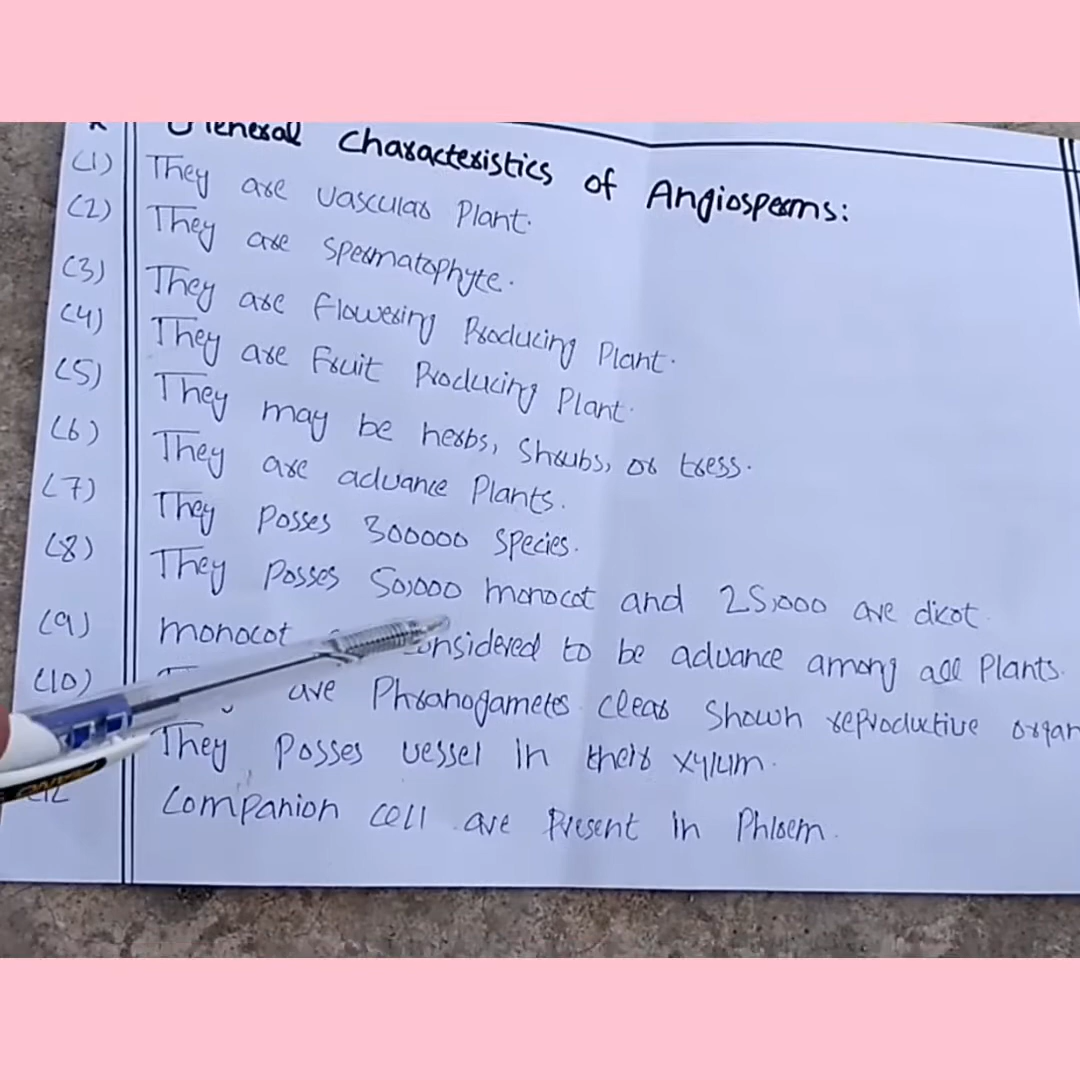 General Characteristics of Angiosperms:
(1) They are vascular Plant.
(2) They are spermatophyte.
(3) They are flowering Producing Plant.
(4) They are Fruit Producing Plant.
(5) They may be herbs, shrubs, or tress.
(6) They are advance Plants.
(7) They Posses 300000 species.
(8) They Posses 50,000 monocot and 25,000 are dicot.
(9) monocot considered to be advance among all Plants.
(10) are Phranogametes clear shown reproductive organ
They Posses vessel in their xylum.
Companion cell are Present in Phloem.